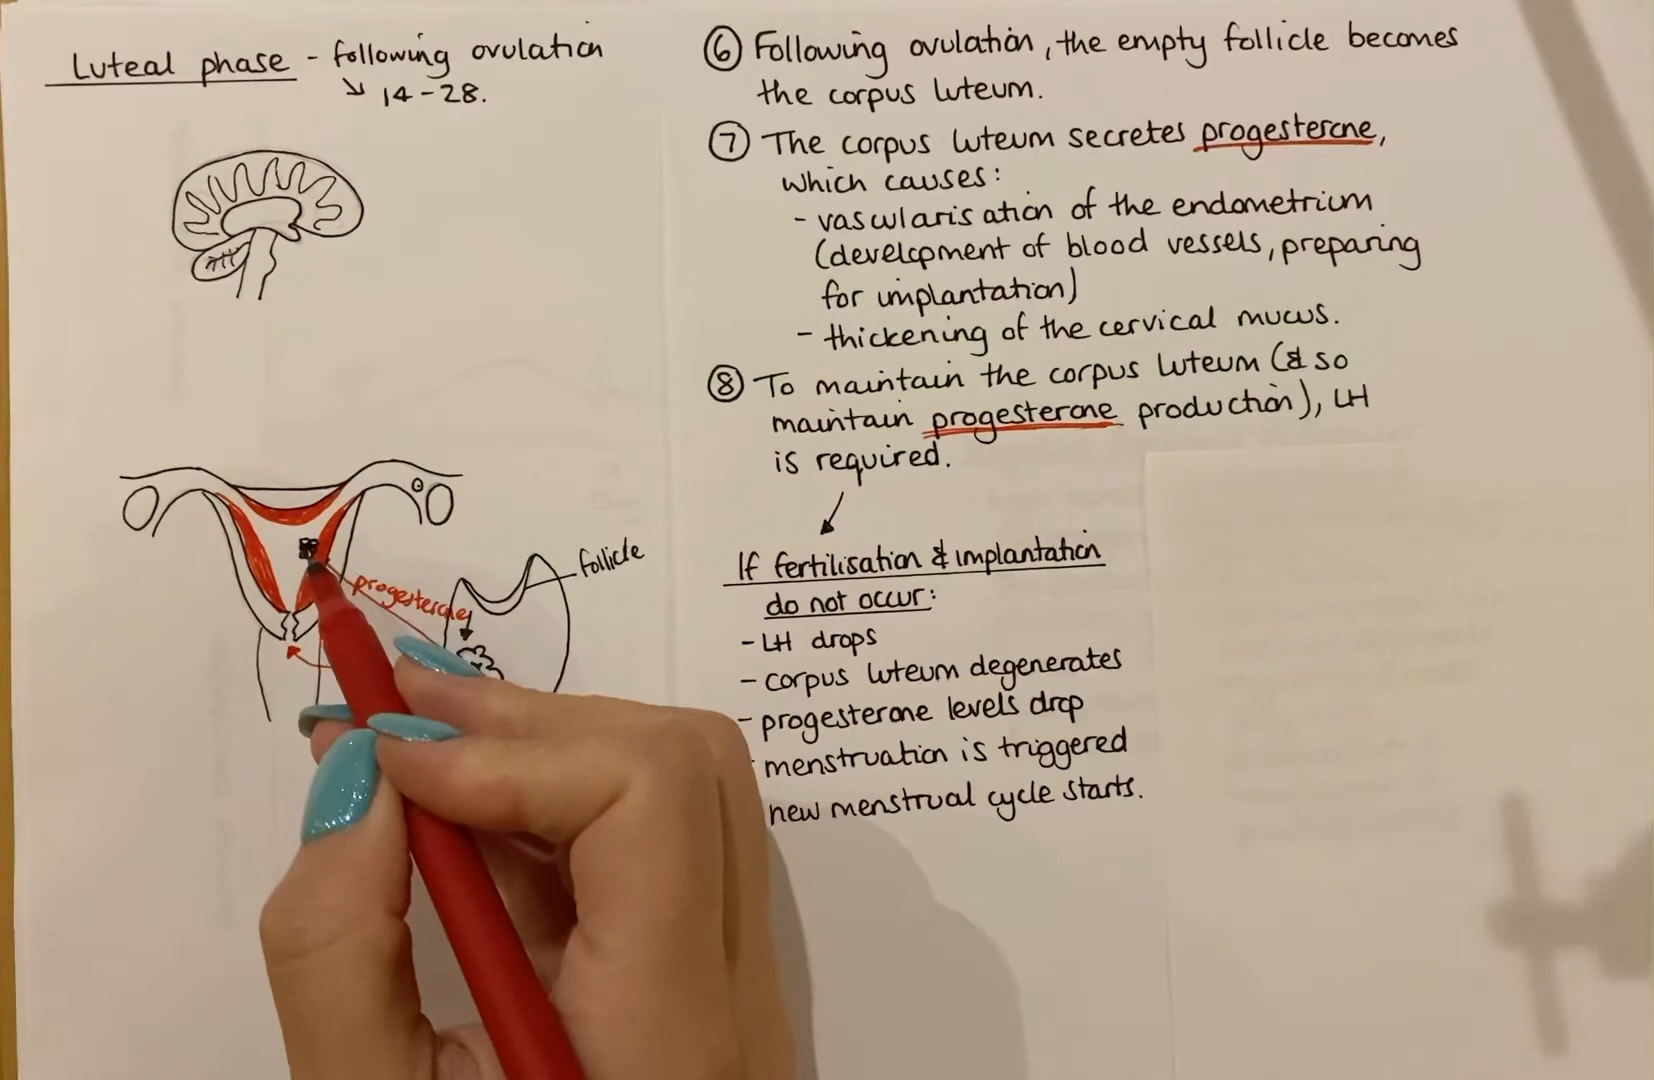 Luteal phase - following ovulation
↘ 14-28.
⑥ Following ovulation, the empty follicle becomes
the corpus luteum.
⑦ The corpus luteum secretes progesterone,
which causes:
- vascularisation of the endometrium
(development of blood vessels, preparing
for implantation)
- thickening of the cervical mucus.
⑧ To maintain the corpus luteum (& so
maintain progesterone production), LH
is required.
If fertilisation & implantation
do not occur:
- LH drops
- corpus luteum degenerates
- progesterone levels drop
menstruation is triggered
new menstrual cycle starts.
follicle
progesterone